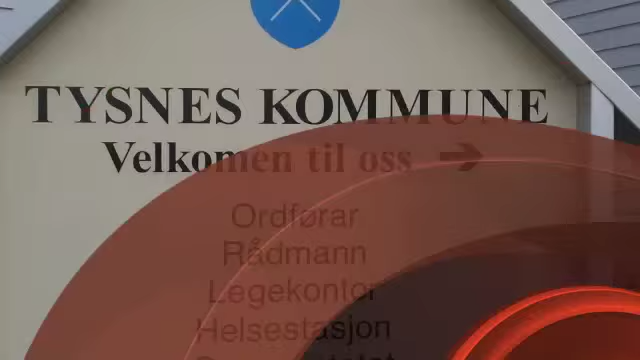 TYSNES KOMMUNE
Velkomen til oss →
Ordførar
Rådmann
Legekontor
Helsestasjon